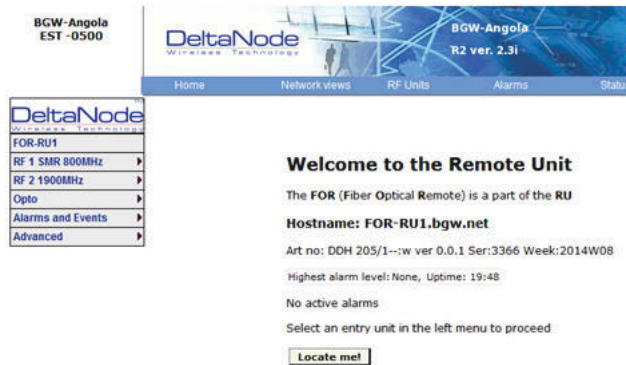 BGW-Angola
EST -0500
DeltaNode
Wireless Technology
BGW-Angola
R2 ver. 2.3i
Home Network views RF Units Alarms Statu
DeltaNode
Wireless Technology
FOR-RU1
RF 1 SMR 800MHz
RF 2 1900MHz
Opto
Alarms and Events
Advanced
Welcome to the Remote Unit
The FOR (Fiber Optical Remote) is a part of the RU
Hostname: FOR-RU1.bgw.net
Art no: DDH 205/1--:w ver 0.0.1 Ser:3366 Week:2014W08
Highest alarm level: None, Uptime: 19:48
No active alarms
Select an entry unit in the left menu to proceed
Locate me!